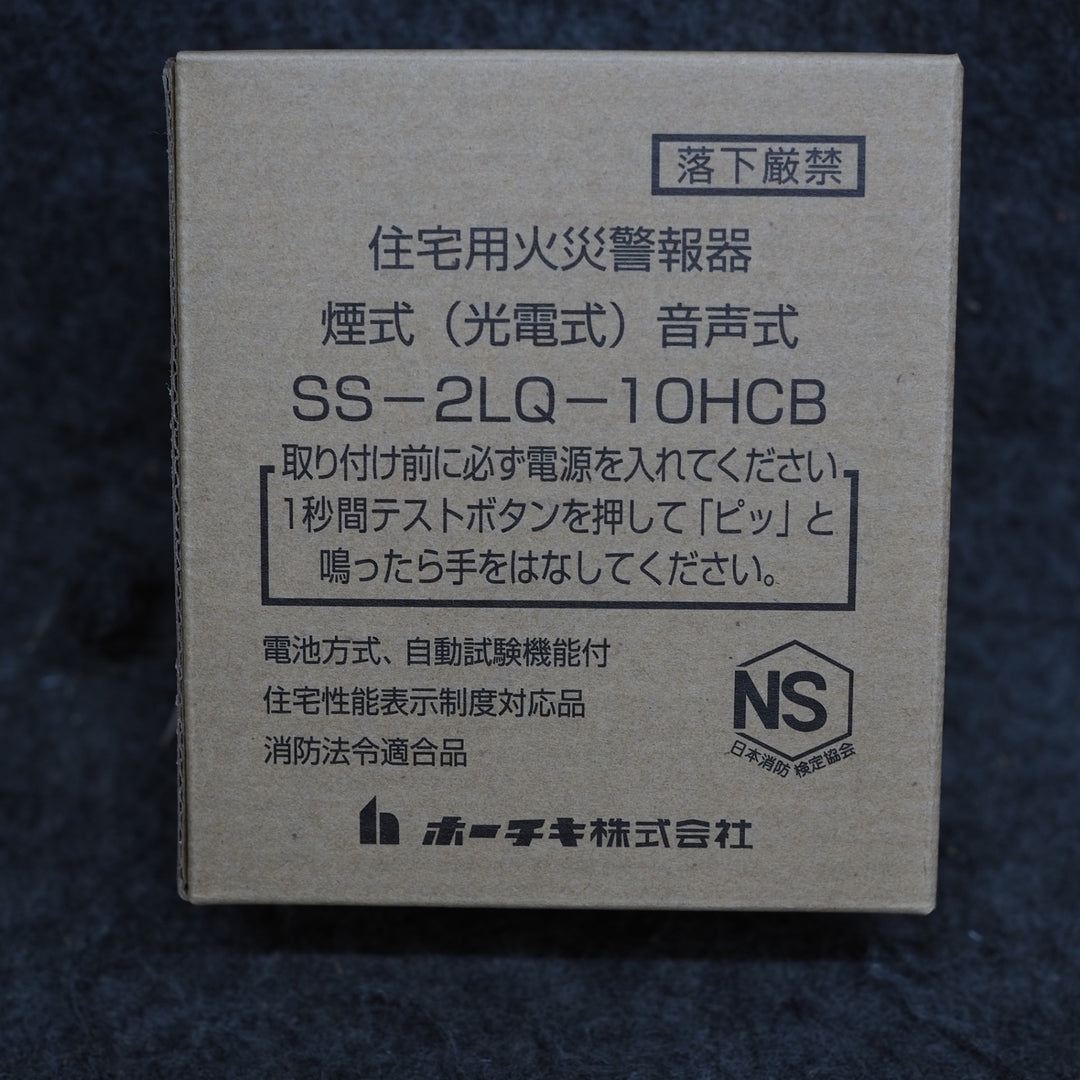 落下厳禁
住宅用火災警報器
煙式（光電式）音声式
SS－2LQ－10HCB
取り付け前に必ず電源を入れてください
1秒間テストボタンを押して「ピッ」と
鳴ったら手をはなしてください。
電池方式、自動試験機能付
住宅性能表示制度対応品
消防法令適合品
NS
日本消防検定協会
ホーチキ株式会社